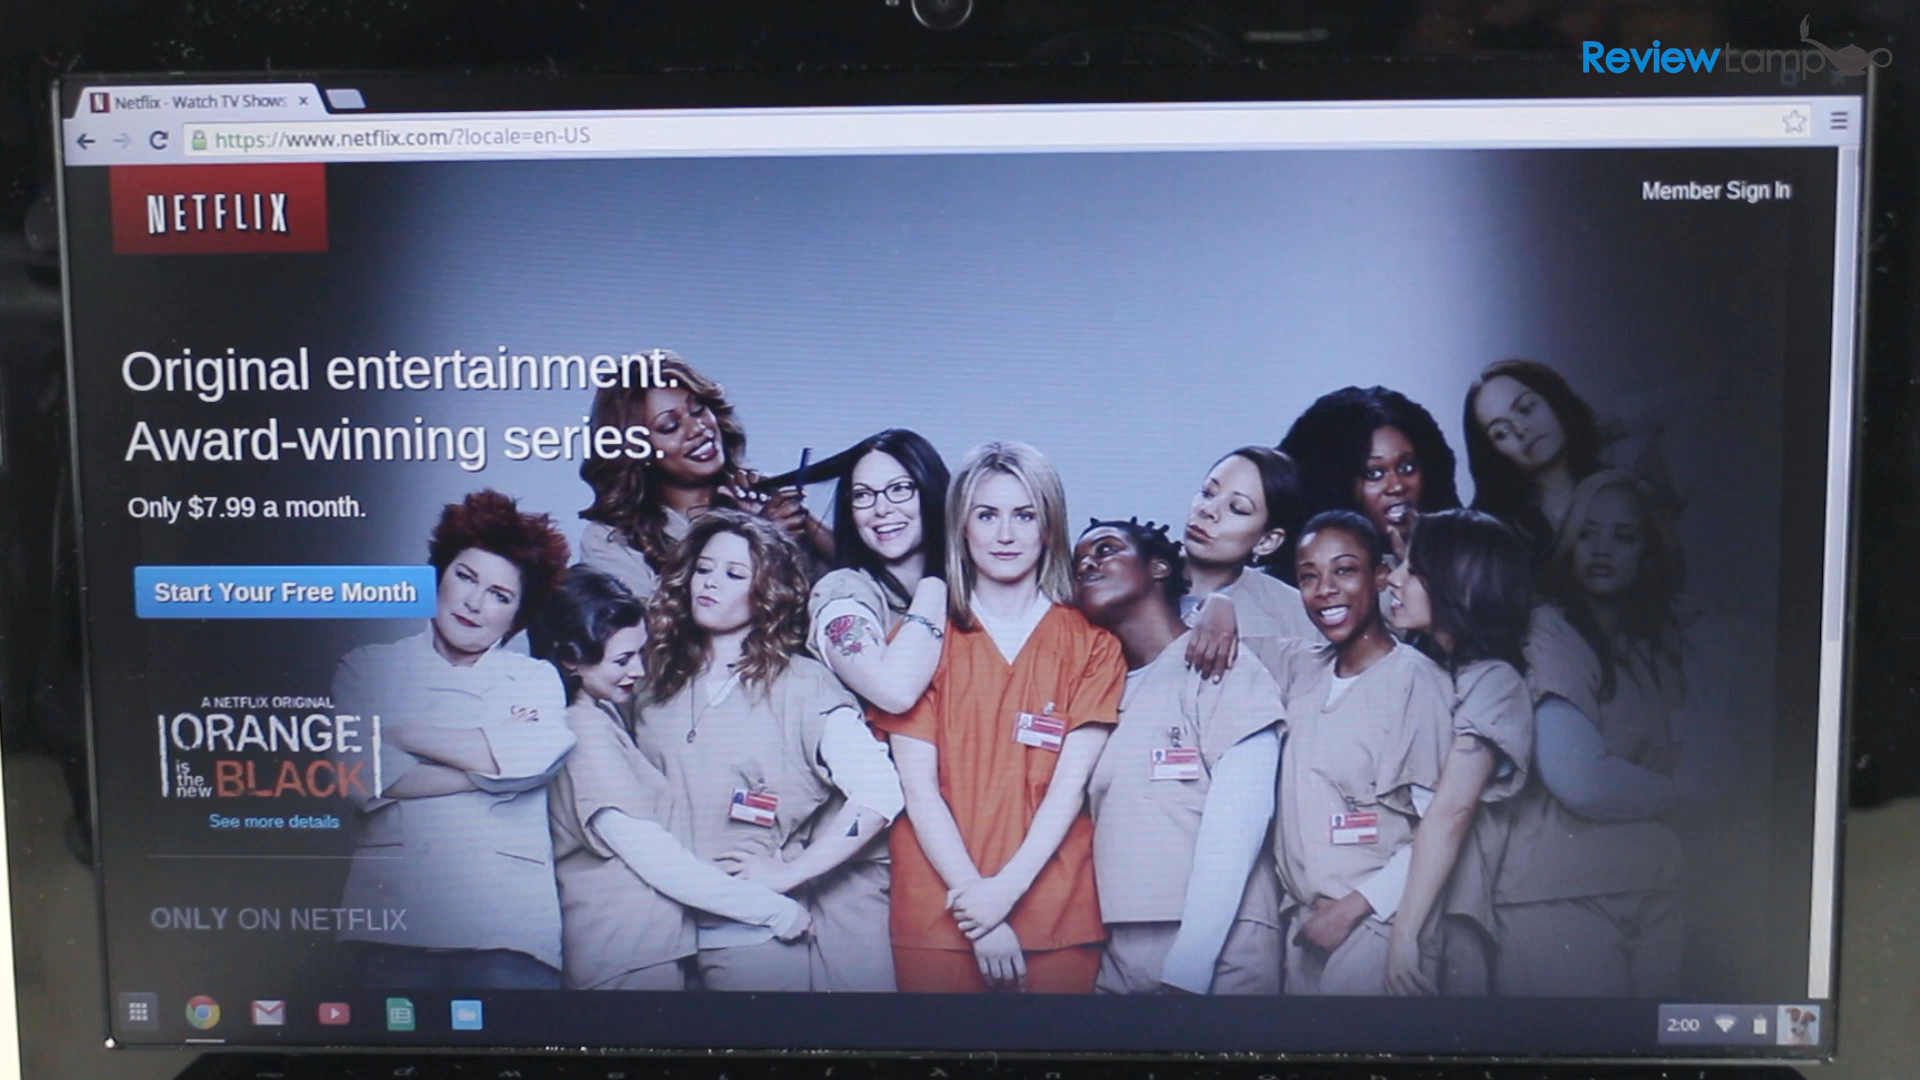 Reviewlamp
Netflix - Watch TV Shows
https://www.netflix.com/?locale=en-US
NETFLIX
Member Sign In
Original entertainment.
Award-winning series.
Only $7.99 a month.
Start Your Free Month
A NETFLIX ORIGINAL
ORANGE
is the new BLACK
See more details
ONLY ON NETFLIX
2:00